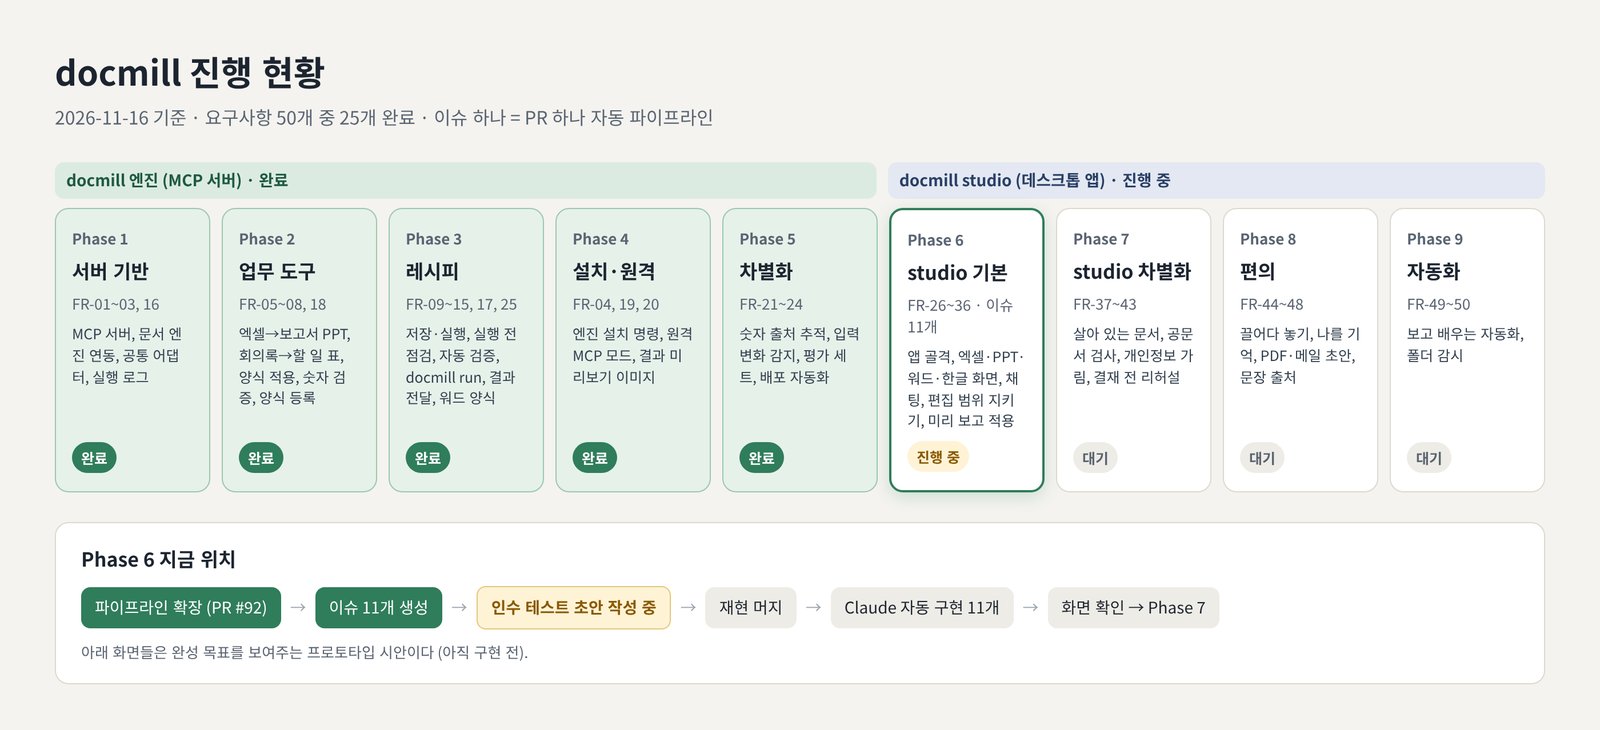 docmill 진행 현황
2026-11-16 기준 · 요구사항 50개 중 25개 완료 · 이슈 하나 = PR 하나 자동 파이프라인
docmill 엔진 (MCP 서버) · 완료
docmill studio (데스크톱 앱) · 진행 중
Phase 1
서버 기반
FR-01~03, 16
MCP 서버, 문서 엔
진 연동, 공통 어댑
터, 실행 로그
완료
Phase 2
업무 도구
FR-05~08, 18
엑셀→보고서 PPT,
회의록→할 일 표,
양식 적용, 숫자 검
증, 양식 등록
완료
Phase 3
레시피
FR-09~15, 17, 25
저장·실행, 실행 전
점검, 자동 검증,
docmill run, 결과
전달, 워드 양식
완료
Phase 4
설치·원격
FR-04, 19, 20
엔진 설치 명령, 원격
MCP 모드, 결과 미
리보기 이미지
완료
Phase 5
차별화
FR-21~24
숫자 출처 추적, 입력
변화 감지, 평가 세
트, 배포 자동화
완료
Phase 6
studio 기본
FR-26~36 · 이슈
11개
앱 골격, 엑셀·PPT·
워드·한글 화면, 채
팅, 편집 범위 지키
기, 미리 보고 적용
진행 중
Phase 7
studio 차별화
FR-37~43
살아 있는 문서, 공문
서 검사, 개인정보 가
림, 결재 전 리허설
대기
Phase 8
편의
FR-44~48
끌어다 놓기, 나를 기
억, PDF·메일 초안,
문장 출처
대기
Phase 9
자동화
FR-49~50
보고 배우는 자동화,
폴더 감시
대기
Phase 6 지금 위치
파이프라인 확장 (PR #92) → 이슈 11개 생성 → 인수 테스트 초안 작성 중 → 재현 머지 → Claude 자동 구현 11개 → 화면 확인 → Phase 7
아래 화면들은 완성 목표를 보여주는 프로토타입 시안이다 (아직 구현 전).